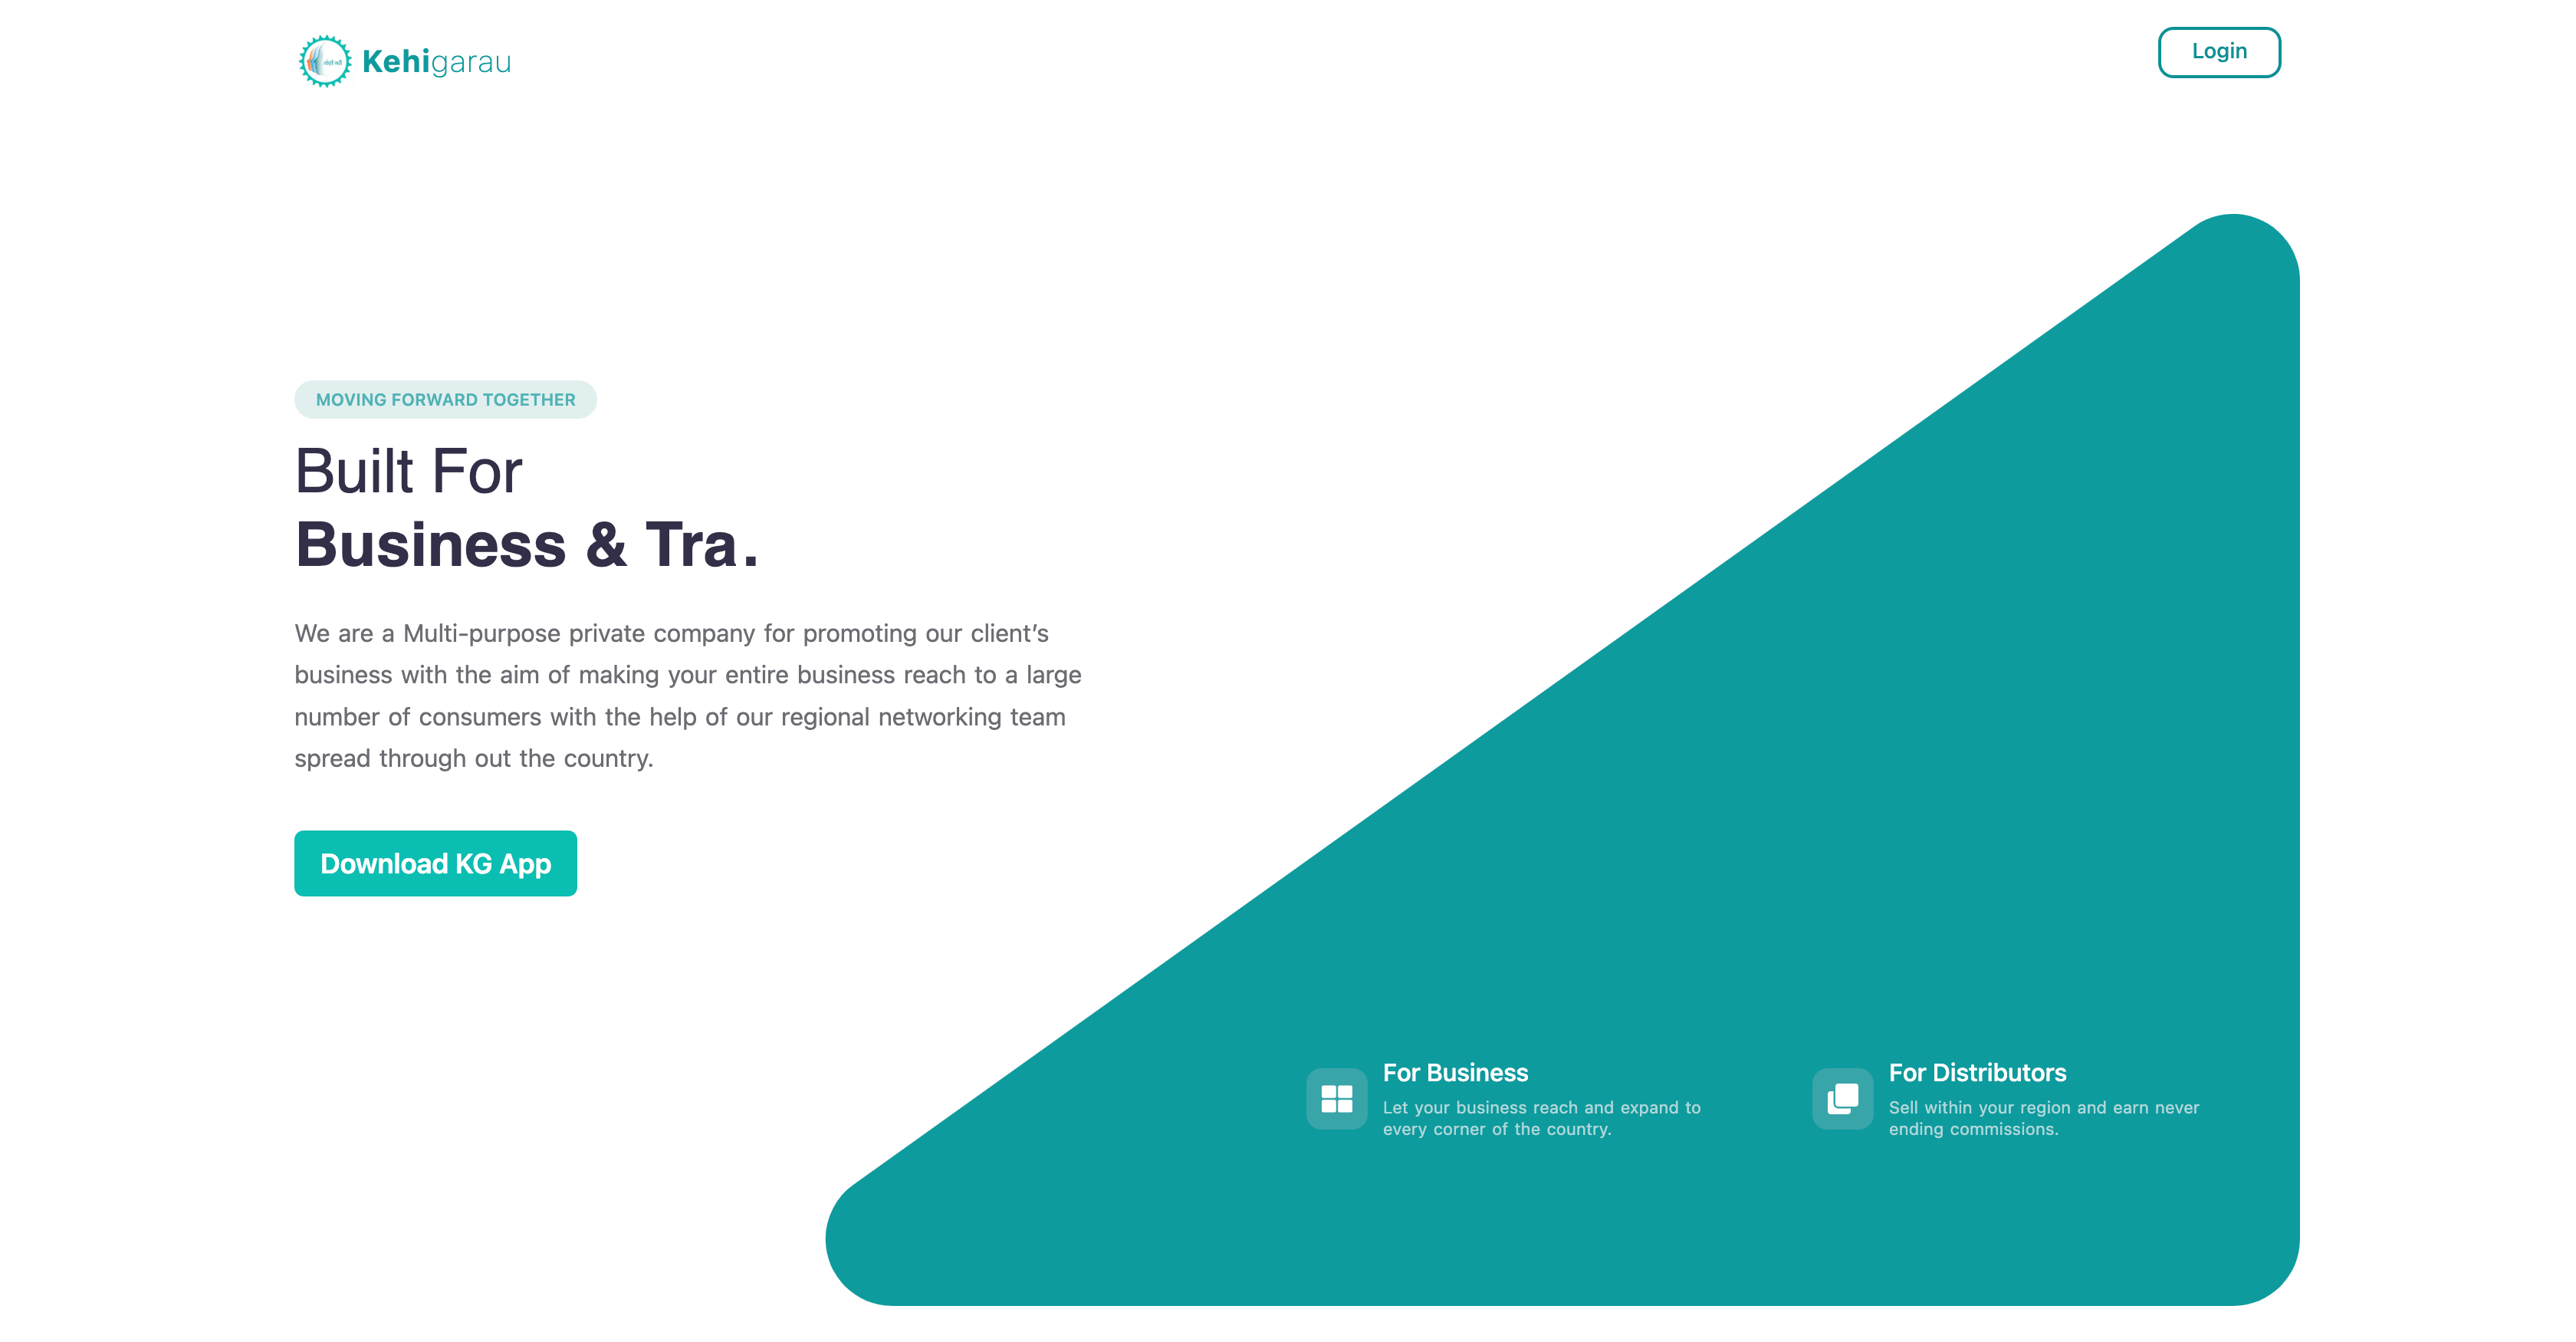 Kehigarau
Login
MOVING FORWARD TOGETHER
Built For
Business & Tra.
We are a Multi-purpose private company for promoting our client’s
business with the aim of making your entire business reach to a large
number of consumers with the help of our regional networking team
spread through out the country.
Download KG App
For Business
Let your business reach and expand to
every corner of the country.
For Distributors
Sell within your region and earn never
ending commissions.